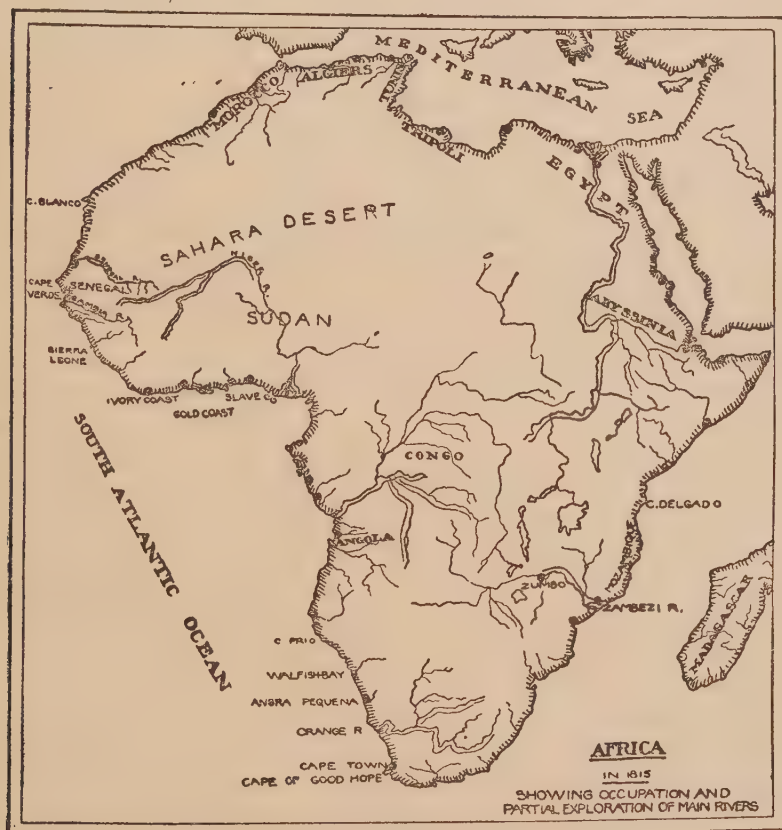 MEDITERRANEAN
SEA
ALGIERS
TUNIS
MOROCCO
TRIPOLI
EGYPT
C. BLANCO
SAHARA DESERT
NIGER R.
SENEGAL R.
CAPE
VERDE
SENEGAL
GAMBIA R.
SUDAN
ABYSSINIA
SIERRA
LEONE
IVORY COAST
SLAVE C.
GOLD COAST
SOUTH ATLANTIC OCEAN
CONGO
C. DELGADO
ANGOLA
MOZAMBIQUE
ZUMBO
ZAMBEZI R.
MADAGASCAR
C FRIO
WALFISH BAY
ANGRA PEQUENA
ORANGE R
CAPE TOWN
CAPE OF GOOD HOPE
AFRICA
IN 1815
SHOWING OCCUPATION AND
PARTIAL EXPLORATION OF MAIN RIVERS